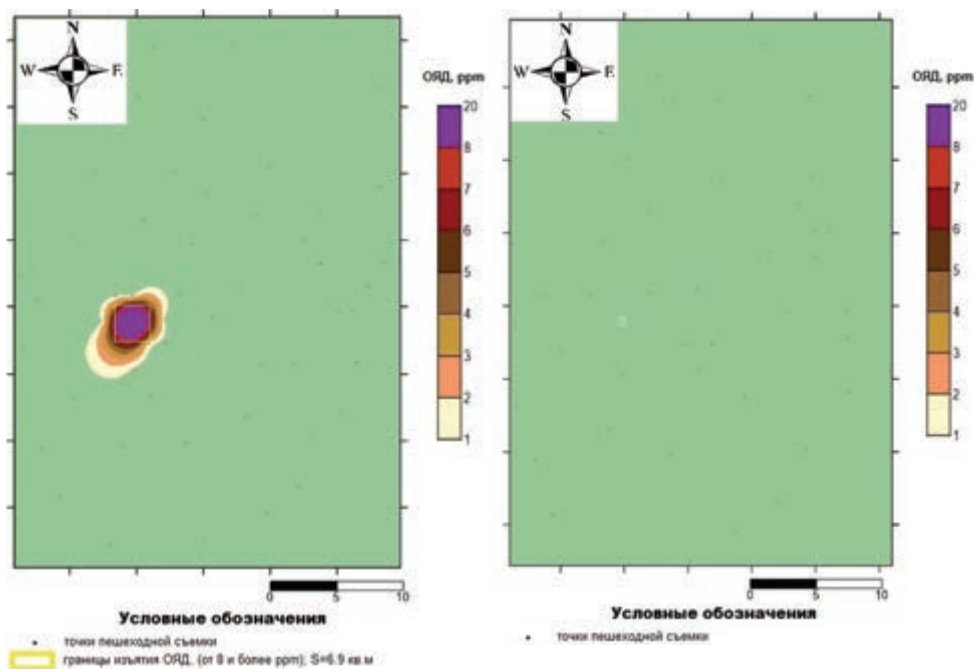 N
W E
S
ОЯД, ppm
20
8
7
6
5
4
3
2
1
0 5 10
Условные обозначения
точки пешеходной съемки
границы изъятия ОЯД, (от 8 и более ppm); S=6.9 кв.м
N
W E
S
ОЯД, ppm
20
8
7
6
5
4
3
2
1
0 5 10
Условные обозначения
точки пешеходной съемки